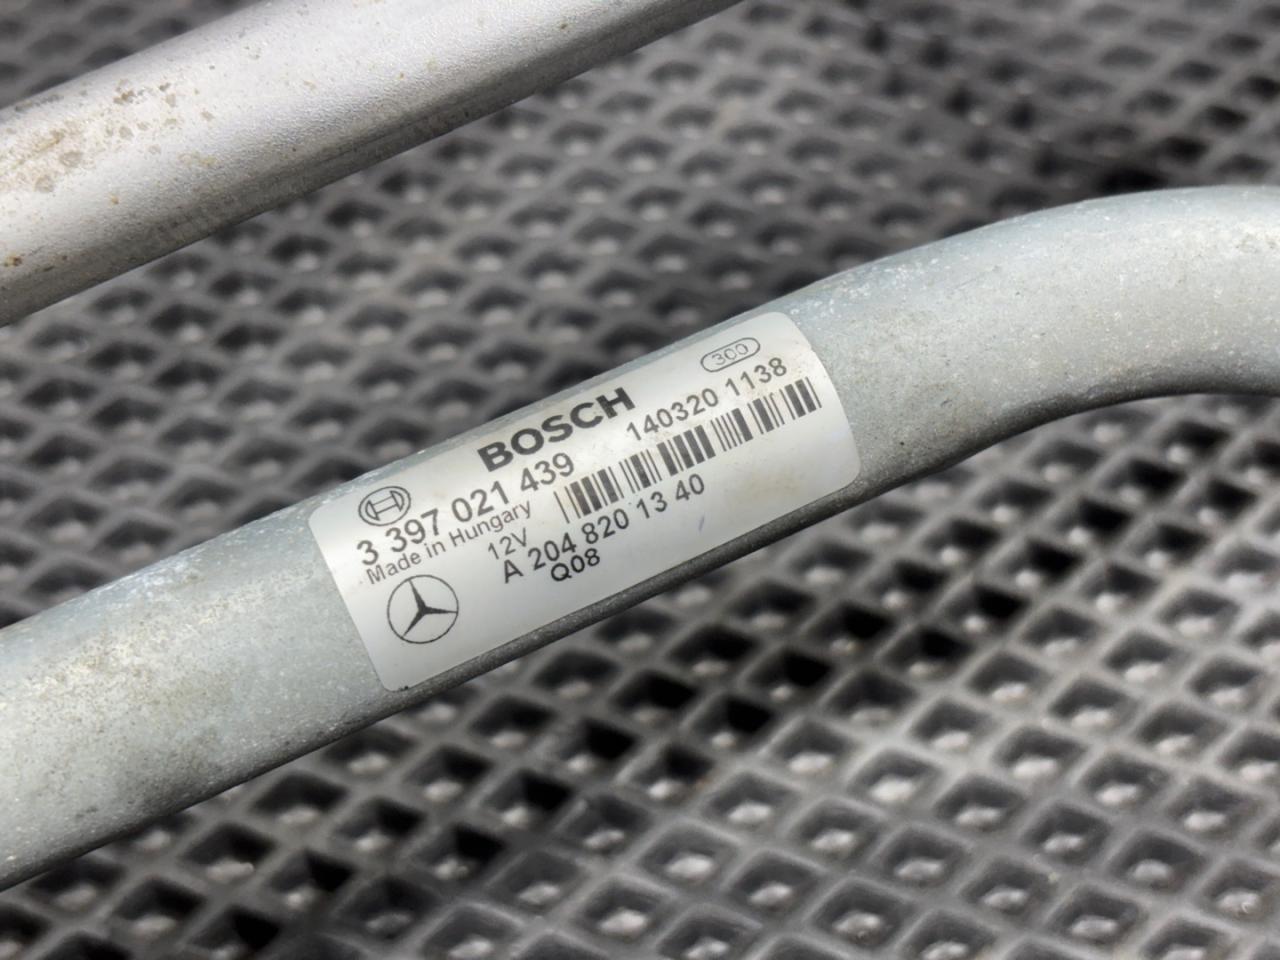 300
BOSCH
140320 1138
3 397 021 439
Made in Hungary
12V
A 204 820 13 40
Q08